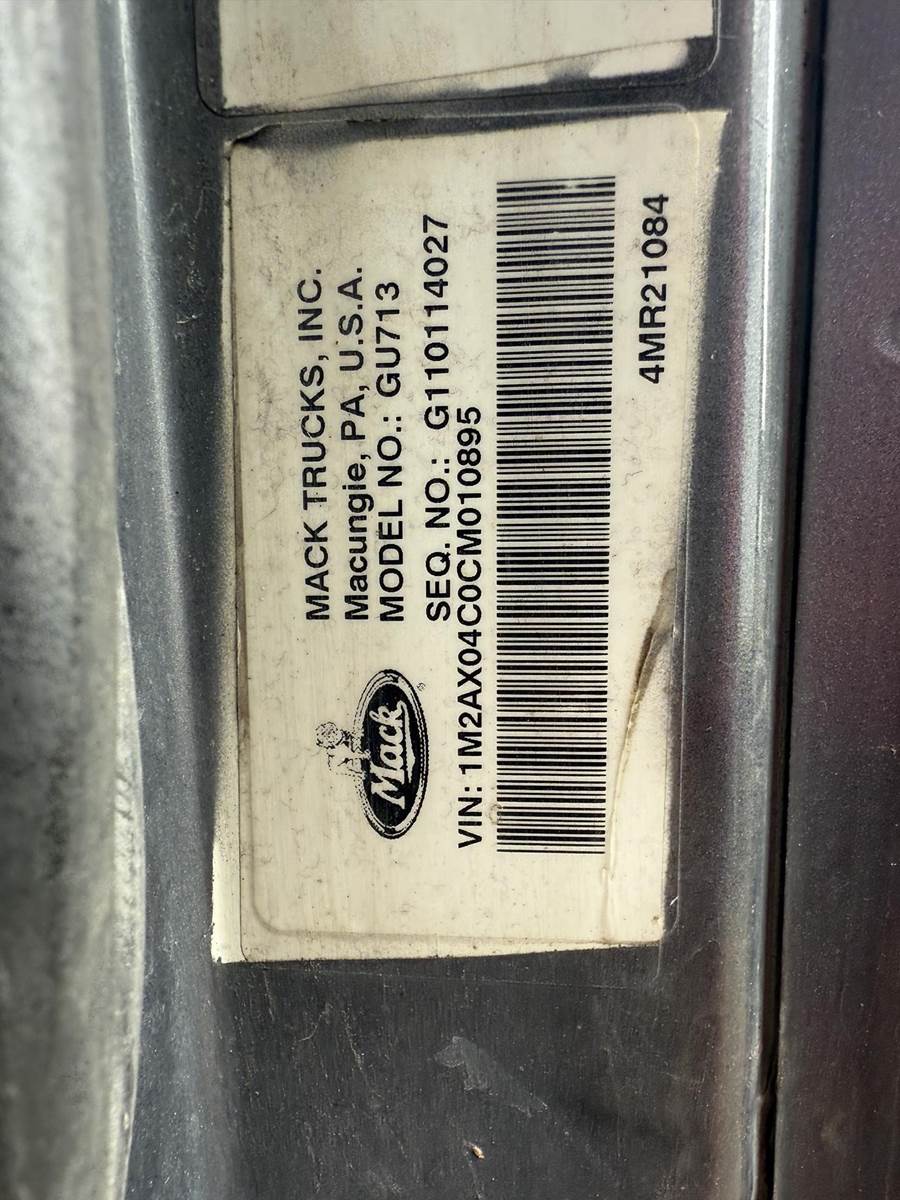 MACK TRUCKS, INC.
Macungie, PA, U.S.A.
MODEL NO.: GU713
SEQ. NO.: G110114027
Mack
®
VIN: 1M2AX04C0CM010895
4MR21084